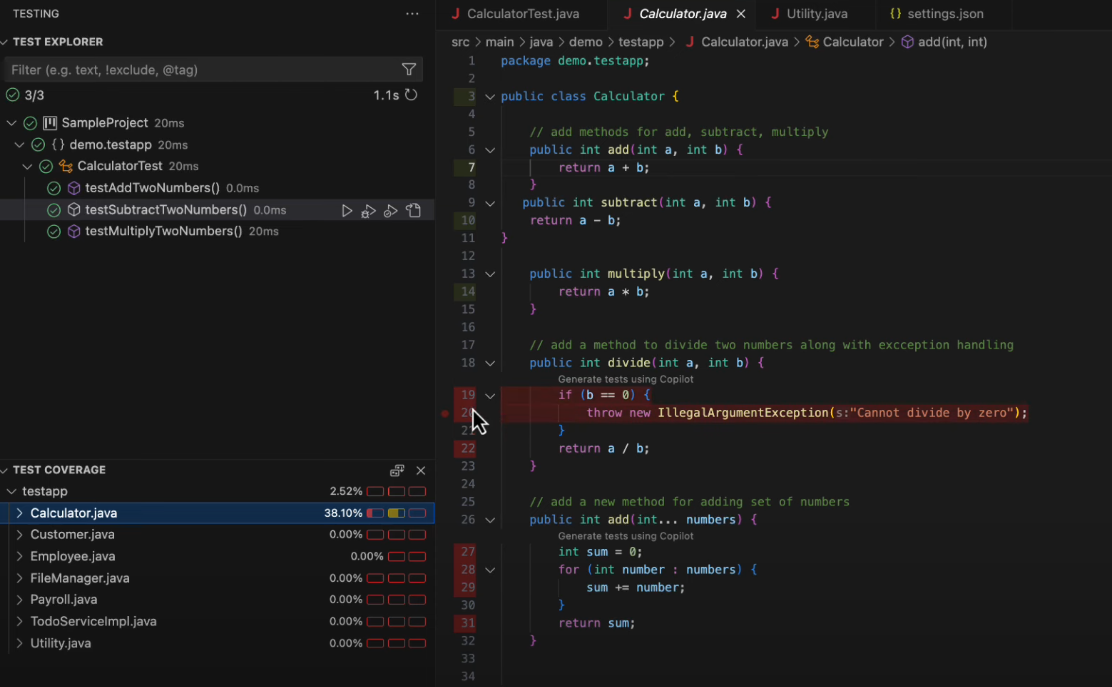 TESTING
TEST EXPLORER
Filter (e.g. text, !exclude, @tag)
3/3 1.1s
SampleProject 20ms
{} demo.testapp 20ms
CalculatorTest 20ms
testAddTwoNumbers() 0.0ms
testSubtractTwoNumbers() 0.0ms
testMultiplyTwoNumbers() 20ms
TEST COVERAGE
testapp 2.52%
Calculator.java 38.10%
Customer.java 0.00%
Employee.java 0.00%
FileManager.java 0.00%
Payroll.java 0.00%
TodoServiceImpl.java 0.00%
Utility.java 0.00%
J CalculatorTest.java J Calculator.java J Utility.java {} settings.json
src > main > java > demo > testapp > J Calculator.java > Calculator > add(int, int)
1 package demo.testapp;
2
3 public class Calculator {
4
5 // add methods for add, subtract, multiply
6 public int add(int a, int b) {
7 return a + b;
8 }
9 public int subtract(int a, int b) {
10 return a - b;
11 }
12
13 public int multiply(int a, int b) {
14 return a * b;
15 }
16
17 // add a method to divide two numbers along with excception handling
18 public int divide(int a, int b) {
Generate tests using Copilot
19 if (b == 0) {
20 throw new IllegalArgumentException(s:"Cannot divide by zero");
21 }
22 return a / b;
23 }
24
25 // add a new method for adding set of numbers
26 public int add(int... numbers) {
Generate tests using Copilot
27 int sum = 0;
28 for (int number : numbers) {
29 sum += number;
30 }
31 return sum;
32 }
33
34